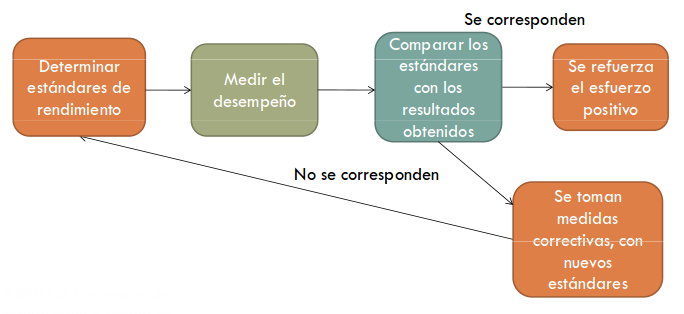 Se corresponden
Determinar
estándares de
rendimiento
Medir el
desempeño
Comparar los
estándares
con los
resultados
obtenidos
Se refuerza
el esfuerzo
positivo
No se corresponden
Se toman
medidas
correctivas, con
nuevos
estándares